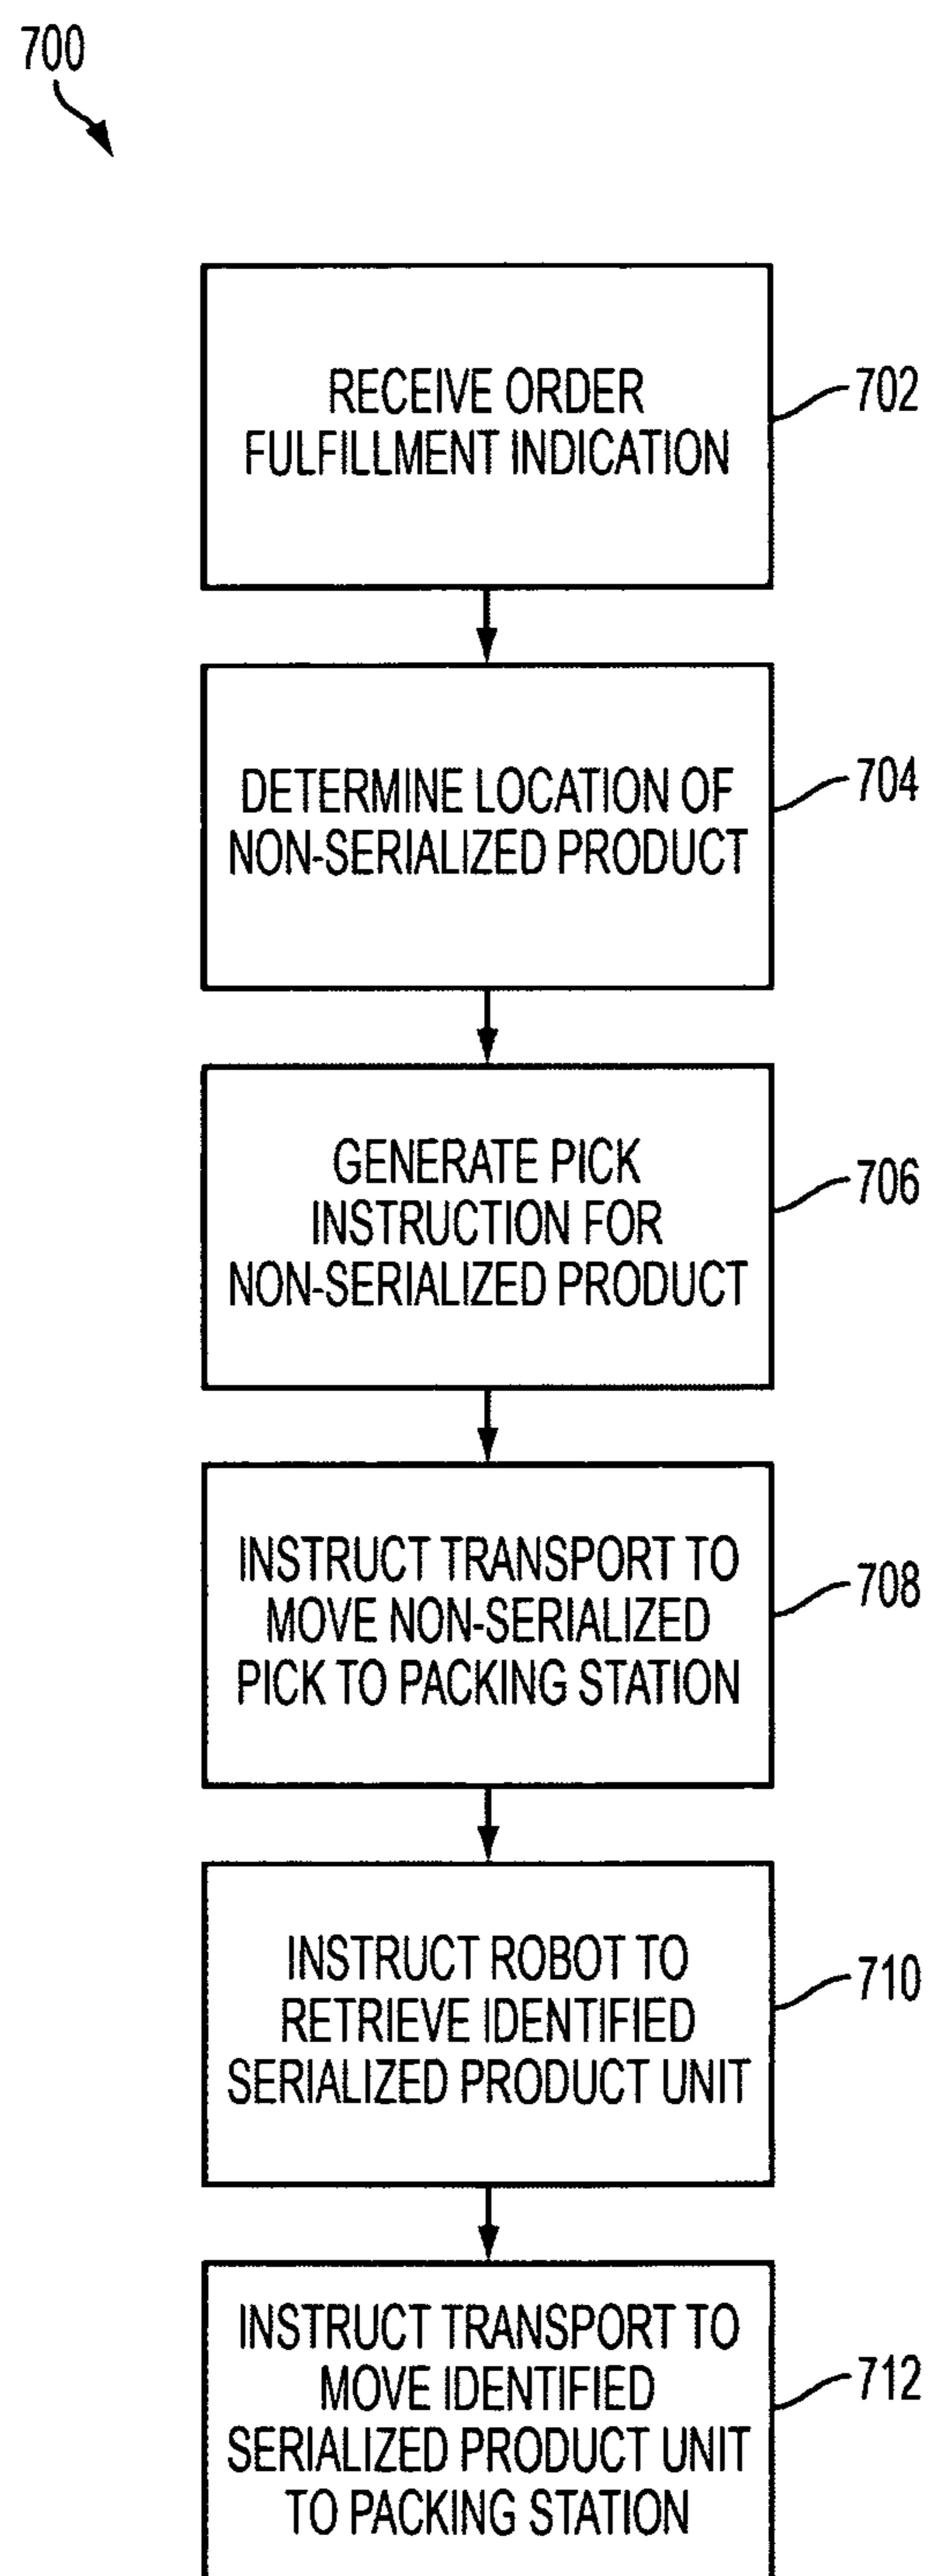 700
RECEIVE ORDER
FULFILLMENT INDICATION
702
DETERMINE LOCATION OF
NON-SERIALIZED PRODUCT
704
GENERATE PICK
INSTRUCTION FOR
NON-SERIALIZED PRODUCT
706
INSTRUCT TRANSPORT TO
MOVE NON-SERIALIZED
PICK TO PACKING STATION
708
INSTRUCT ROBOT TO
RETRIEVE IDENTIFIED
SERIALIZED PRODUCT UNIT
710
INSTRUCT TRANSPORT TO
MOVE IDENTIFIED
SERIALIZED PRODUCT UNIT
TO PACKING STATION
712